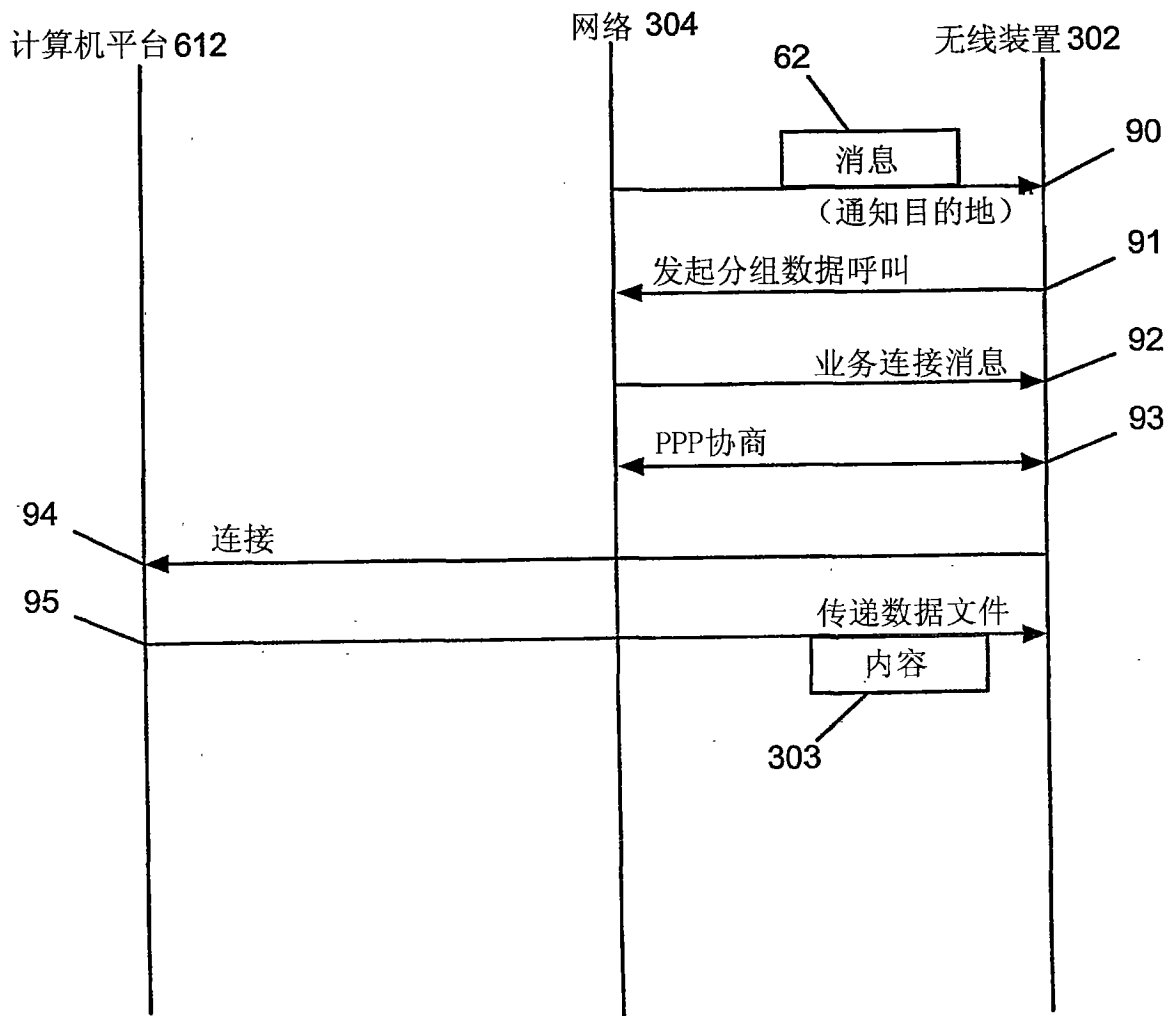 计算机平台612
网络 304
无线装置302
62
消息
90
(通知目的地)
91
发起分组数据呼叫
92
业务连接消息
93
PPP协商
94
连接
95
传递数据文件
内容
303